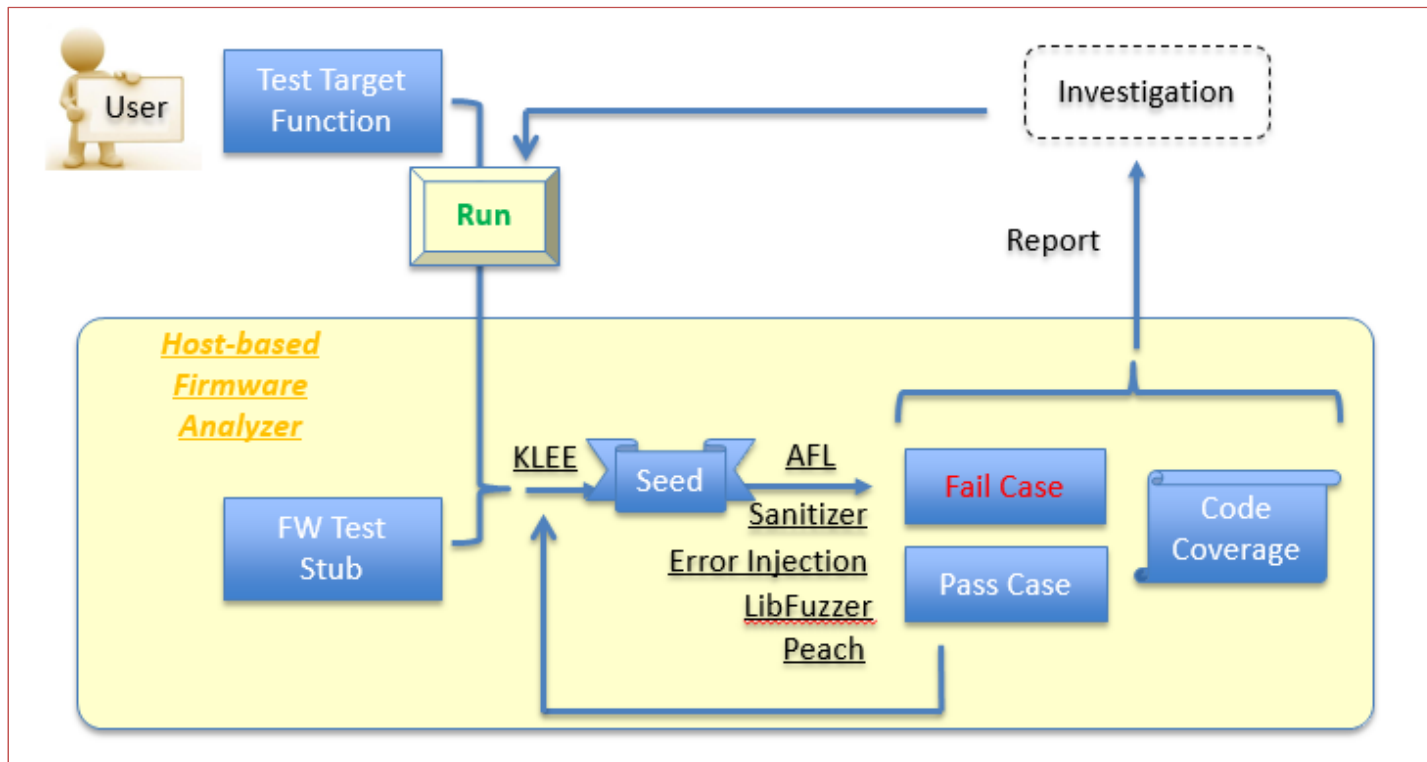 User
Test Target
Function
Investigation
Run
Report
Host-based
Firmware
Analyzer
KLEE
Seed
AFL
Sanitizer
Error Injection
LibFuzzer
Peach
FW Test
Stub
Fail Case
Pass Case
Code
Coverage